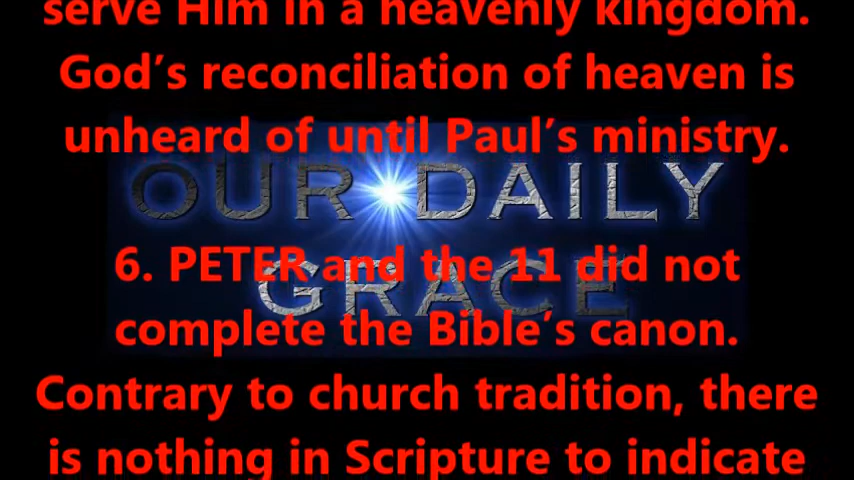 serve Him in a heavenly kingdom.
God’s reconciliation of heaven is
unheard of until Paul’s ministry.
OUR DAILY
GRACE
6. PETER and the 11 did not
complete the Bible’s canon.
Contrary to church tradition, there
is nothing in Scripture to indicate